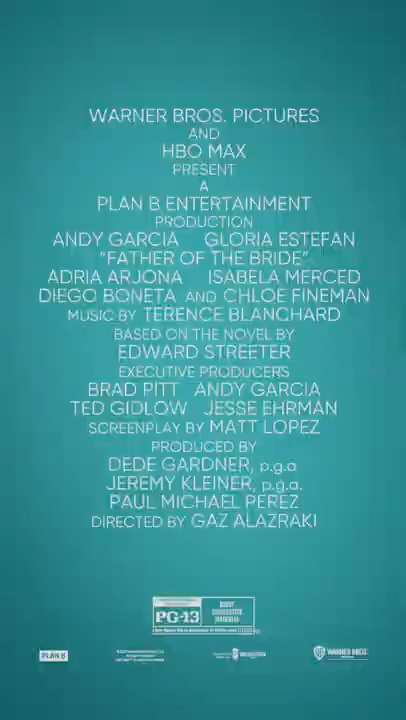 WARNER BROS. PICTURES
AND
HBO MAX
PRESENT
A
PLAN B ENTERTAINMENT
PRODUCTION
ANDY GARCIA GLORIA ESTEFAN
"FATHER OF THE BRIDE"
ADRIA ARJONA ISABELA MERCED
DIEGO BONETA AND CHLOE FINEMAN
MUSIC BY TERENCE BLANCHARD
BASED ON THE NOVEL BY
EDWARD STREETER
EXECUTIVE PRODUCERS
BRAD PITT ANDY GARCIA
TED GIDLOW JESSE EHRMAN
SCREENPLAY BY MATT LOPEZ
PRODUCED BY
DEDE GARDNER, p.g.a
JEREMY KLEINER, p.g.a.
PAUL MICHAEL PEREZ
DIRECTED BY GAZ ALAZRAKI
PG-13
PLAN B
WARNER BROS.